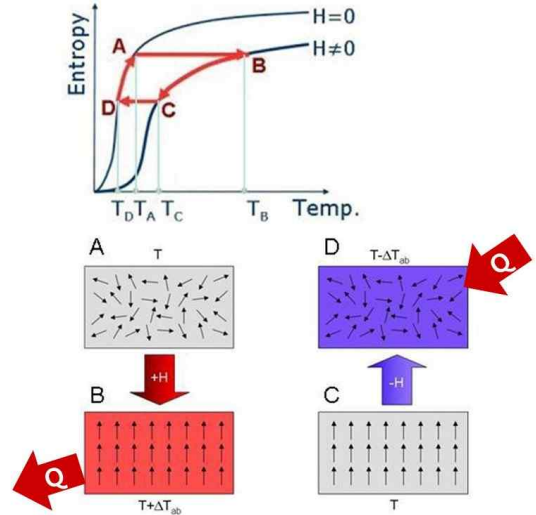 Entropy
H=0
H≠0
A
B
D
C
T_D T_A T_C T_B Temp.
A
T
D
T-ΔT_ab
Q
+H
-H
B
C
Q
T+ΔT_ab
T